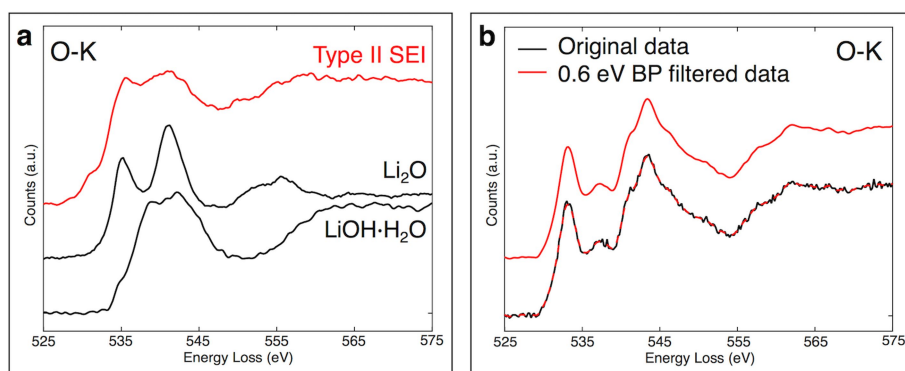 a
O-K
Type II SEI
Li₂O
LiOH·H₂O
Counts (a.u.)
525 535 545 555 565 575
Energy Loss (eV)
b
Original data
0.6 eV BP filtered data
O-K
Counts (a.u.)
525 535 545 555 565 575
Energy Loss (eV)